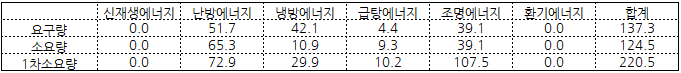 신재생에너지 난방에너지 냉방에너지 급탕에너지 조명에너지 환기에너지 합계
요구량 0.0 51.7 42.1 4.4 39.1 0.0 137.3
소요량 0.0 65.3 10.9 9.3 39.1 0.0 124.5
1차소요량 0.0 72.9 29.9 10.2 107.5 0.0 220.5